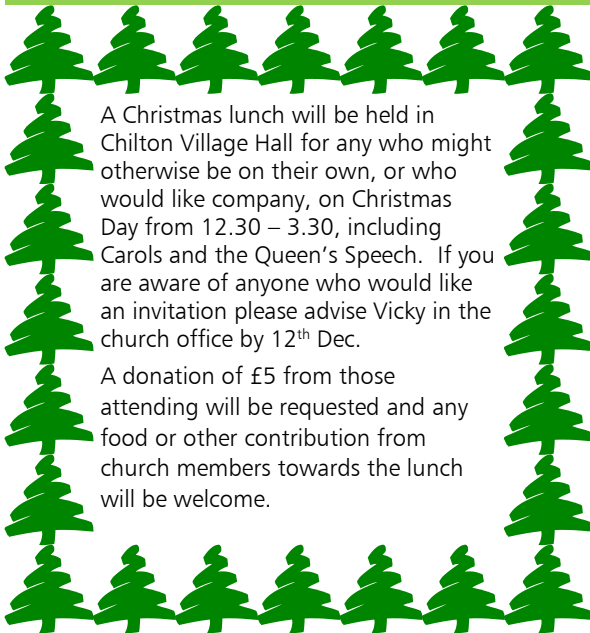 A Christmas lunch will be held in
Chilton Village Hall for any who might
otherwise be on their own, or who
would like company, on Christmas
Day from 12.30 – 3.30, including
Carols and the Queen’s Speech.  If you
are aware of anyone who would like
an invitation please advise Vicky in the
church office by 12th Dec.
A donation of £5 from those
attending will be requested and any
food or other contribution from
church members towards the lunch
will be welcome.